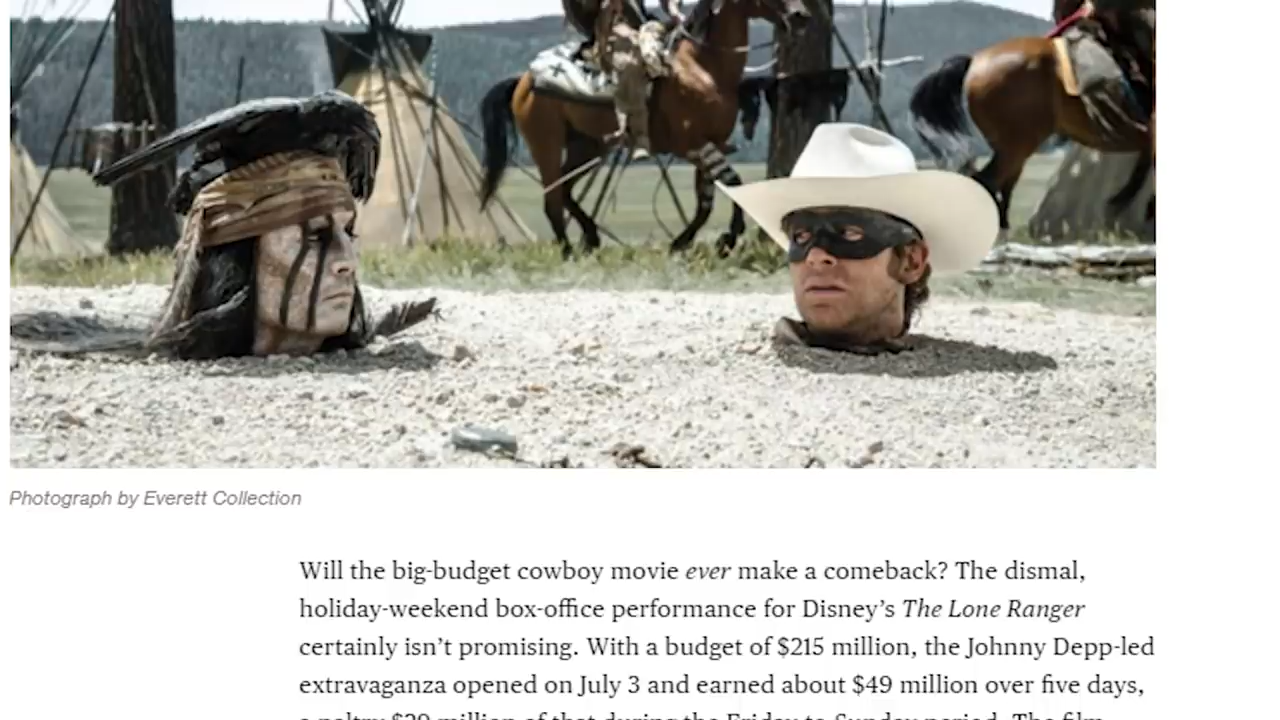 Photograph by Everett Collection
Will the big-budget cowboy movie ever make a comeback? The dismal,
holiday-weekend box-office performance for Disney’s The Lone Ranger
certainly isn’t promising. With a budget of $215 million, the Johnny Depp-led
extravaganza opened on July 3 and earned about $49 million over five days,
a paltry $29 million of that during the Friday-to-Sunday period. The film